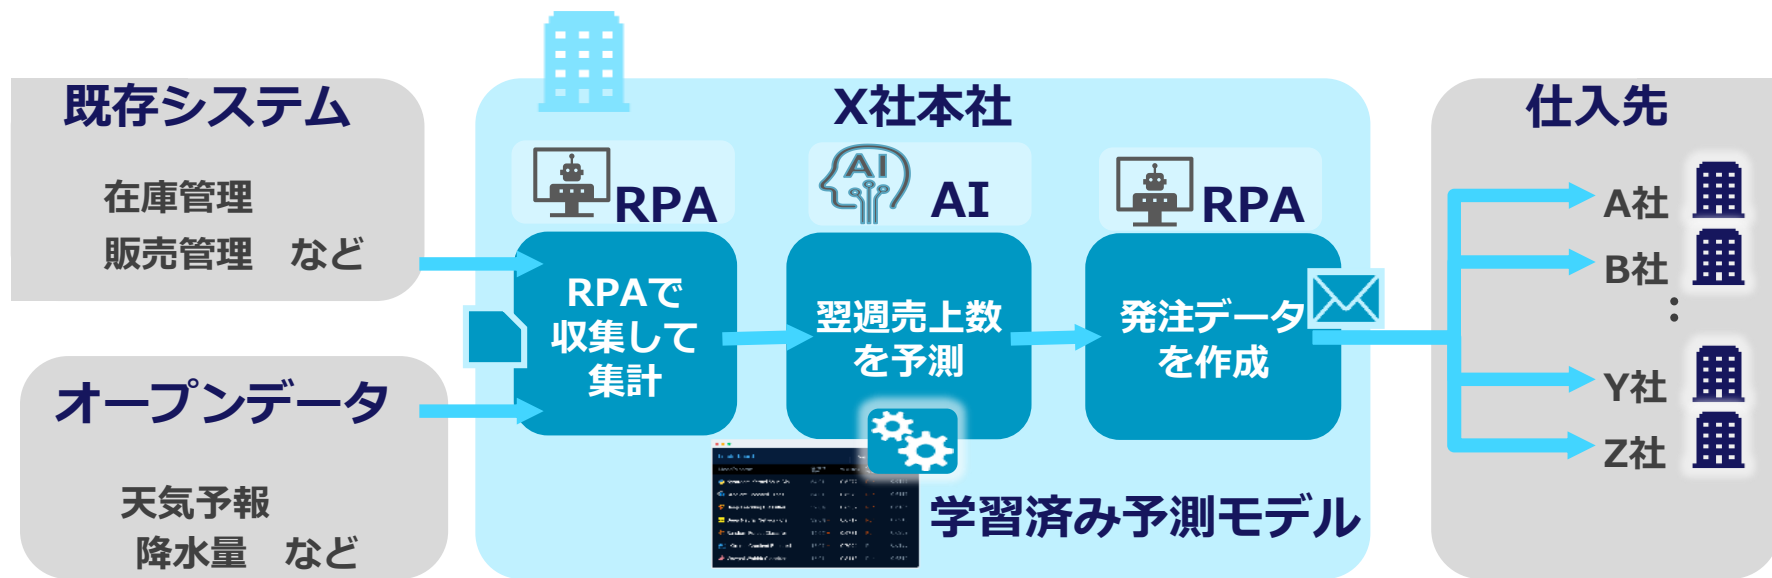 既存システム
在庫管理
販売管理　など
オープンデータ
天気予報
降水量　など
X社本社
RPA
RPAで
収集して
集計
AI
AI
翌週売上数
を予測
学習済み予測モデル
RPA
発注データ
を作成
仕入先
A社
B社
:
Y社
Z社